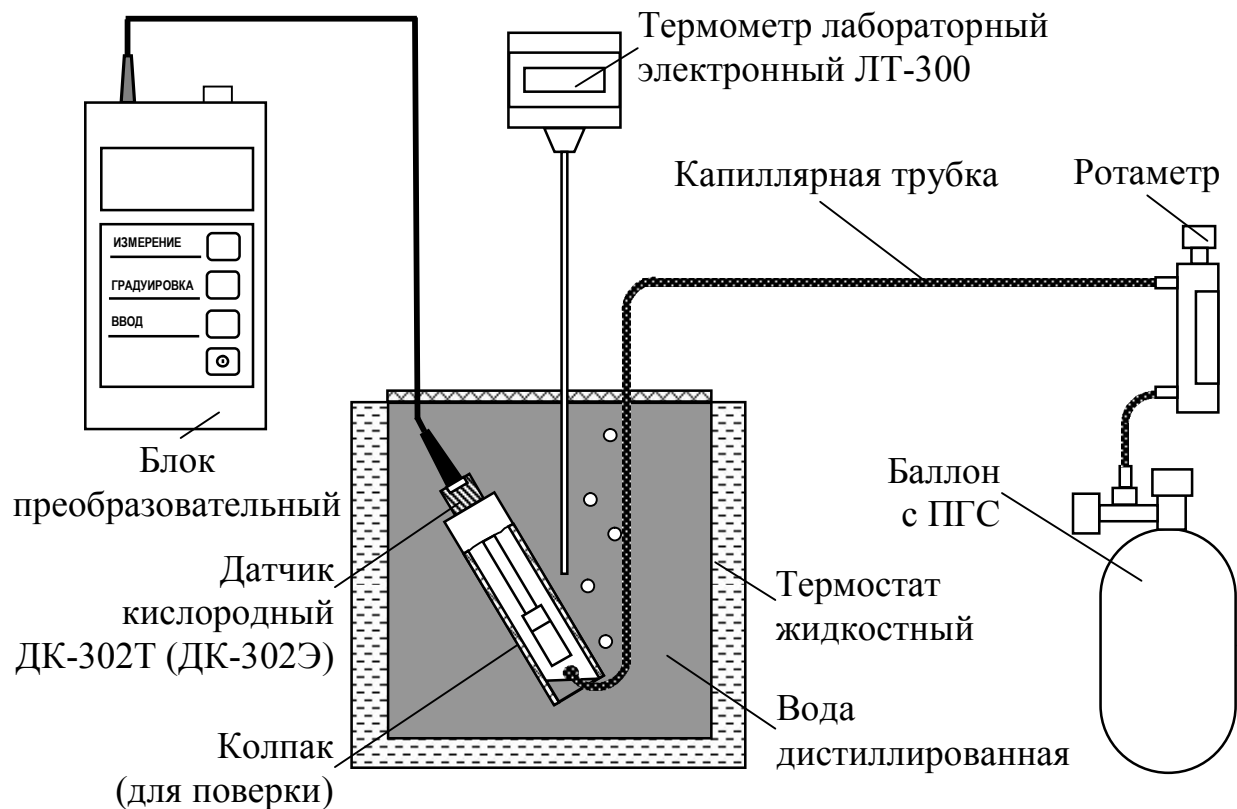 Термометр лабораторный
электронный ЛТ-300
Капиллярная трубка
Ротаметр
ИЗМЕРЕНИЕ
ГРАДУИРОВКА
ВВОД
Блок
преобразовательный
Баллон
с ПГС
Датчик
кислородный
ДК-302Т (ДК-302Э)
Термостат
жидкостный
Колпак
(для поверки)
Вода
дистиллированная